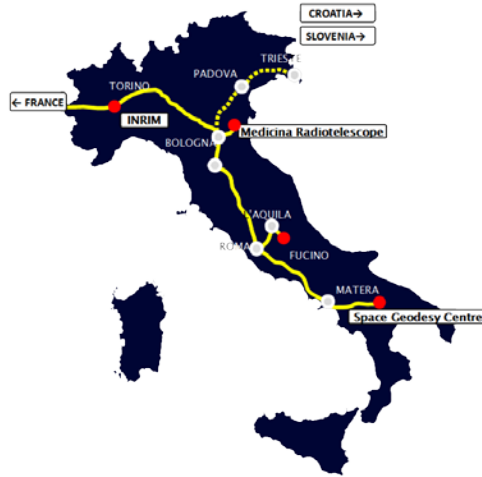 CROATIA→
SLOVENIA→
TRIESTE
PADOVA
TORINO
← FRANCE
INRIM
Medicina Radiotelescope
BOLOGNA
L'AQUILA
ROMA
FUCINO
MATERA
Space Geodesy Centre